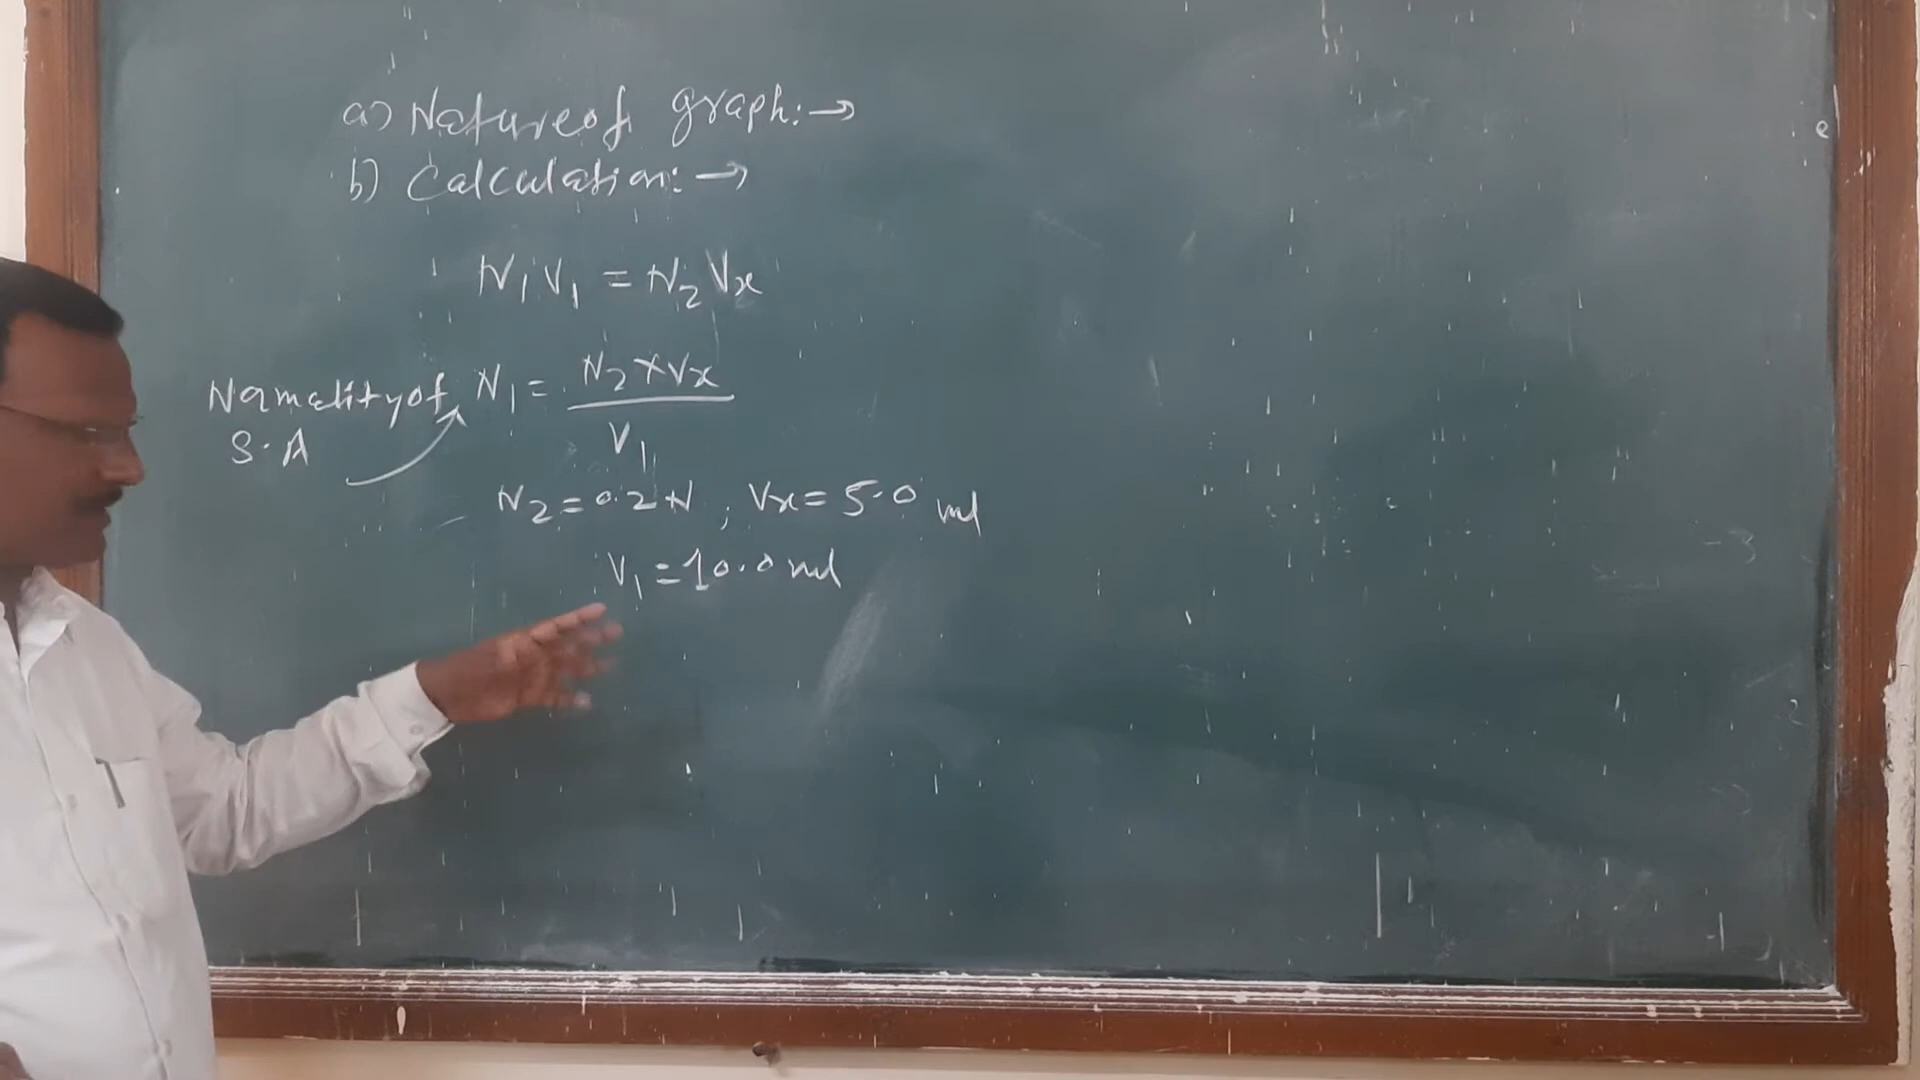 a) Nature of graph:→
b) Calculation:→
N₁V₁ = N₂Vx
Normality of N₁ = N₂ × Vx / V₁
S.A
N₂ = 0.2 N , Vx = 5.0 ml
V₁ = 10.0 ml